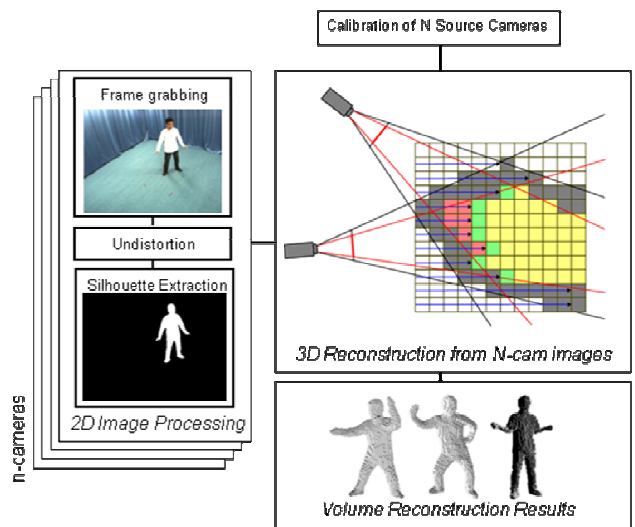 Calibration of N Source Cameras
Frame grabbing
Undistortion
Silhouette Extraction
2D Image Processing
n-cameras
3D Reconstruction from N-cam images
Volume Reconstruction Results